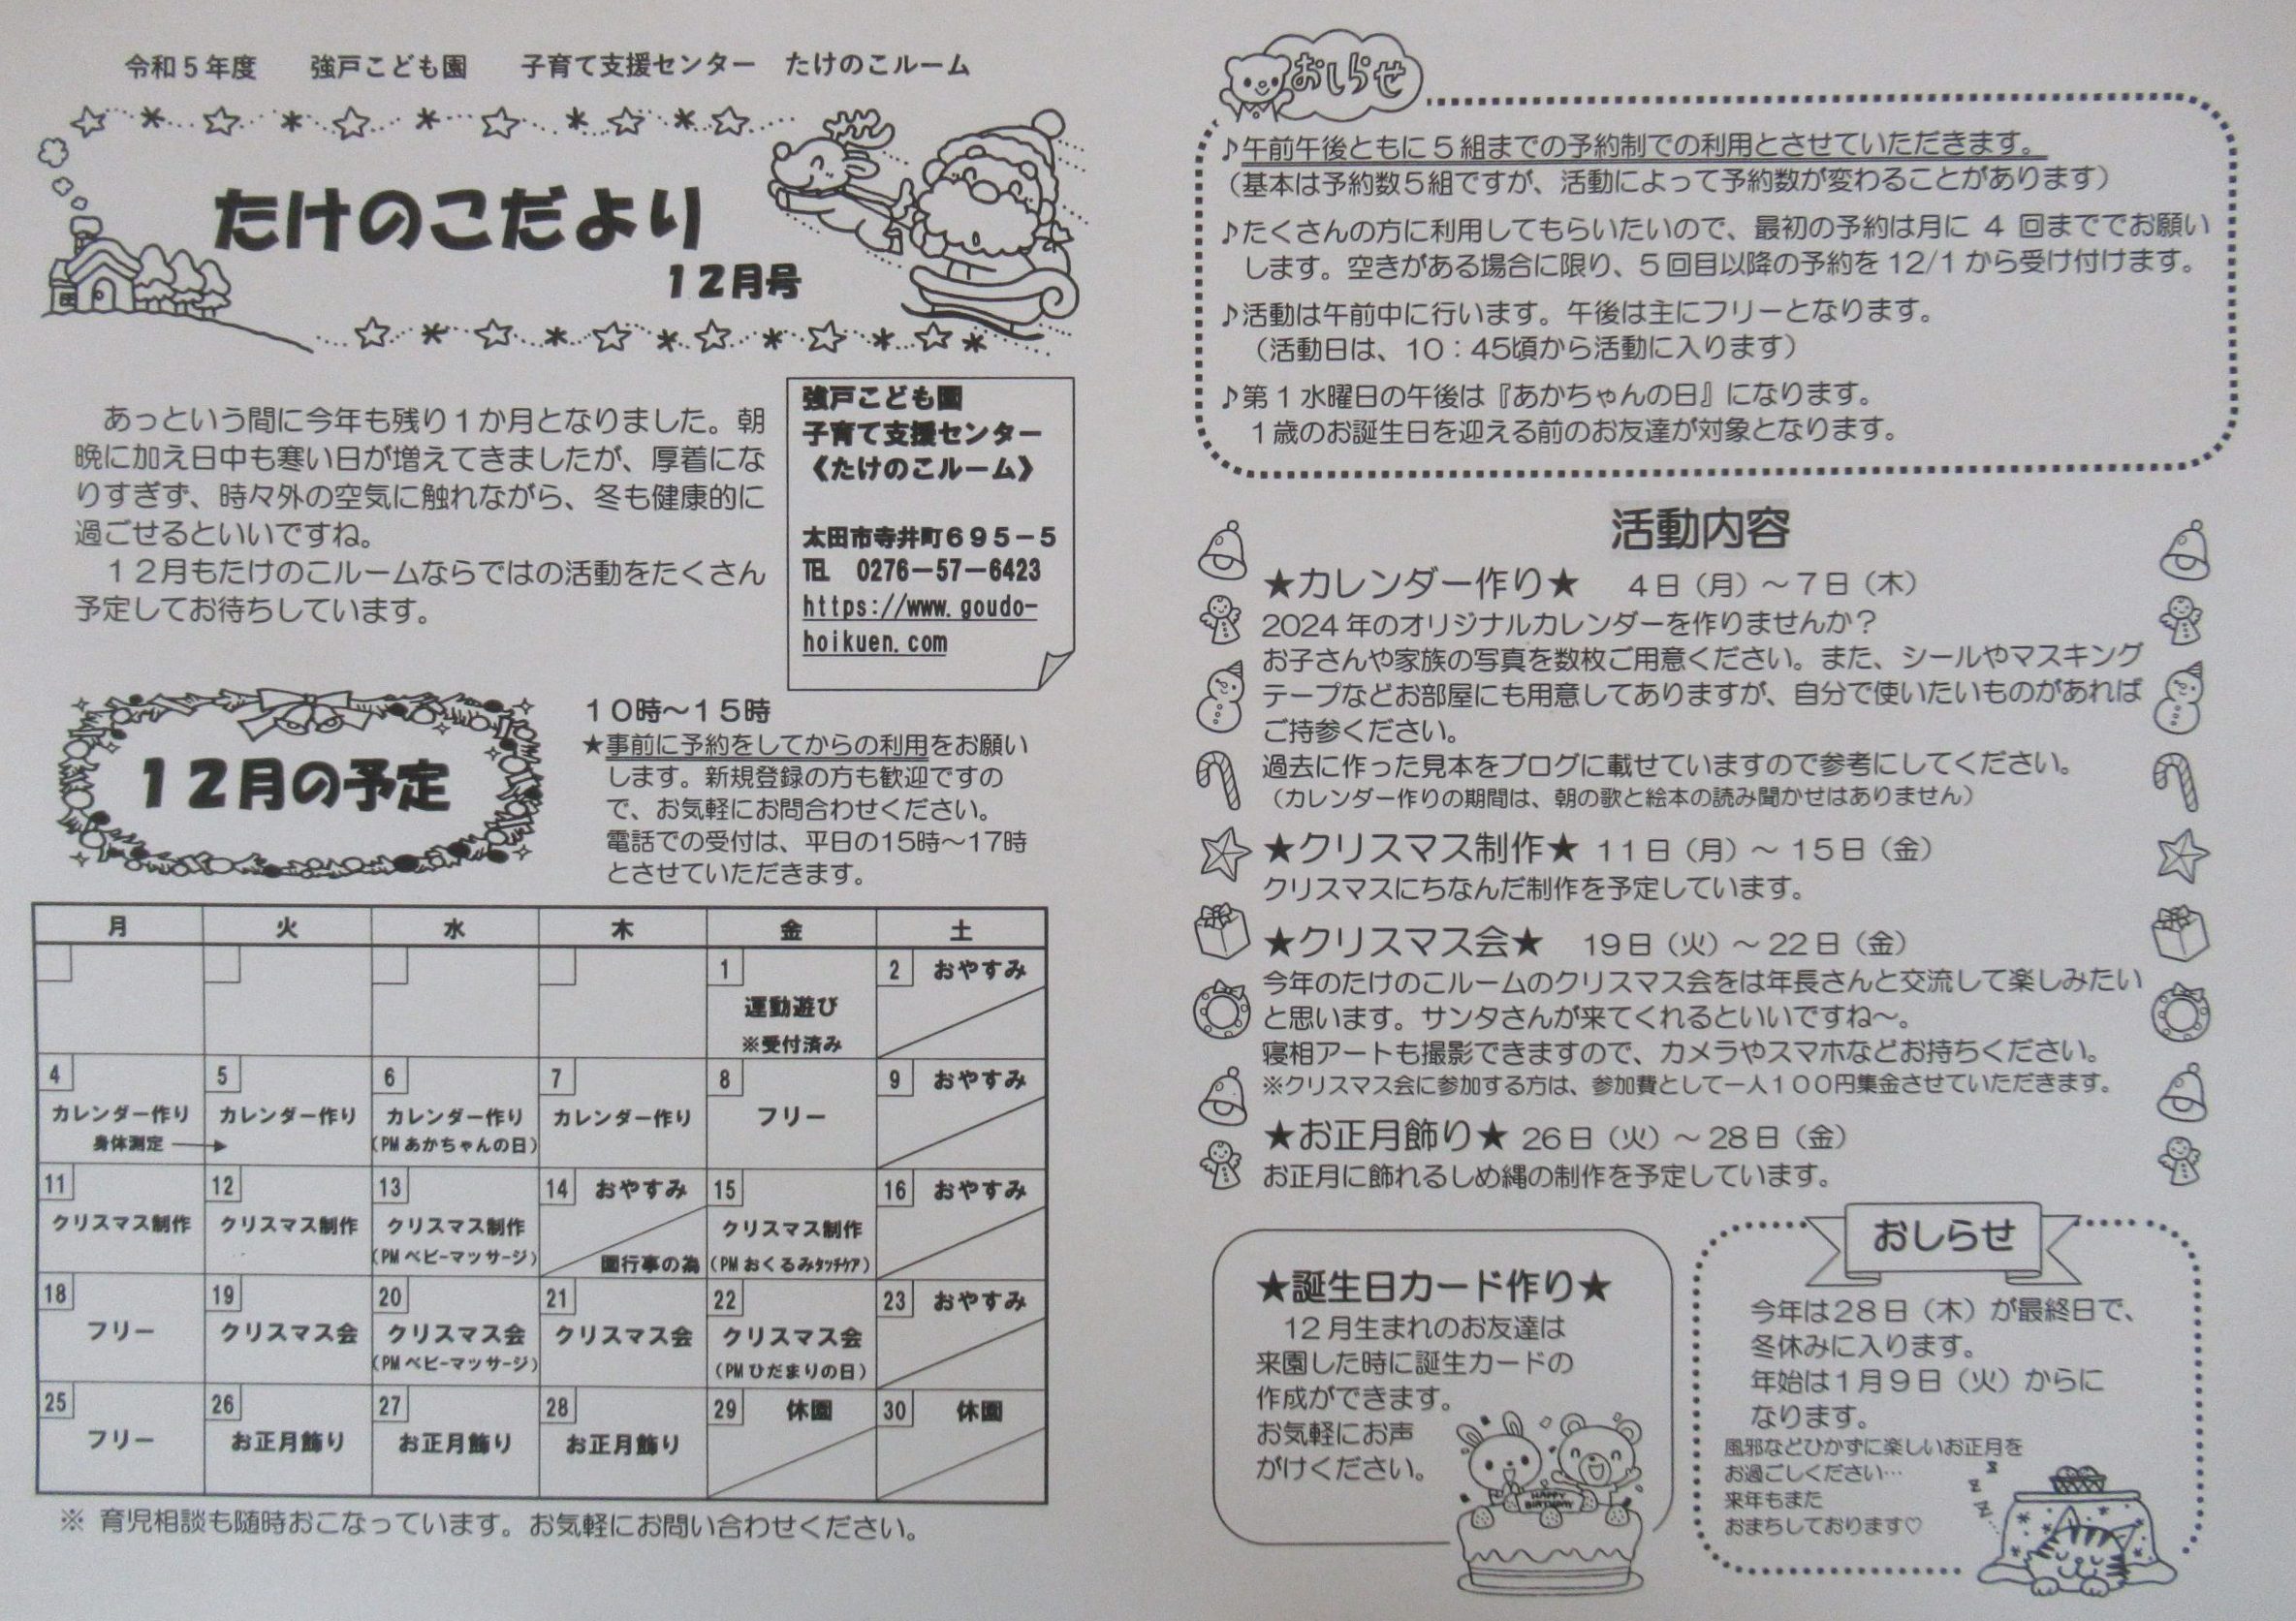 令和5年度　強戸こども園　子育て支援センター　たけのこルーム
たけのこだより
12月号
あっという間に今年も残り1か月となりました。朝
晩に加え日中も寒い日が増えてきましたが、厚着にな
りすぎず、時々外の空気に触れながら、冬も健康的に
過ごせるといいですね。
12月もたけのこルームならではの活動をたくさん
予定してお待ちしています。
強戸こども園
子育て支援センター
《たけのこルーム》
太田市寺井町695-5
℡　0276-57-6423
https://www.goudo-
hoikuen.com
12月の予定
10時～15時
★事前に予約をしてからの利用をお願い
します。新規登録の方も歓迎ですの
で、お気軽にお問合わせください。
電話での受付は、平日の15時～17時
とさせていただきます。
月　火　水　木　金　土
1　2　おやすみ
運動遊び
※受付済み
4　5　6　7　8　9　おやすみ
カレンダー作り　カレンダー作り　カレンダー作り　カレンダー作り　フリー
身体測定→　(PMあかちゃんの日)
11　12　13　14　おやすみ　15　16　おやすみ
クリスマス制作　クリスマス制作　クリスマス制作　クリスマス制作
(PMベビーマッサージ)　園行事の為　(PMおくるみタッチケア)
18　19　20　21　22　23　おやすみ
フリー　クリスマス会　クリスマス会　クリスマス会　クリスマス会
(PMベビーマッサージ)　(PMひだまりの日)
25　26　27　28　29　休園　30　休園
フリー　お正月飾り　お正月飾り　お正月飾り
※ 育児相談も随時おこなっています。お気軽にお問い合わせください。
おしらせ
♪午前午後ともに5組までの予約制での利用とさせていただきます。
（基本は予約数5組ですが、活動によって予約数が変わることがあります）
♪たくさんの方に利用してもらいたいので、最初の予約は月に 4 回まででお願い
します。空きがある場合に限り、5回目以降の予約を12/1から受け付けます。
♪活動は午前中に行います。午後は主にフリーとなります。
（活動日は、10：45頃から活動に入ります）
♪第1水曜日の午後は『あかちゃんの日』になります。
1歳のお誕生日を迎える前のお友達が対象となります。
活動内容
★カレンダー作り★　4日（月）～7日（木）
2024年のオリジナルカレンダーを作りませんか？
お子さんや家族の写真を数枚ご用意ください。また、シールやマスキング
テープなどお部屋にも用意してありますが、自分で使いたいものがあれば
ご持参ください。
過去に作った見本をブログに載せていますので参考にしてください。
（カレンダー作りの期間は、朝の歌と絵本の読み聞かせはありません）
★クリスマス制作★ 11日（月）～ 15日（金）
クリスマスにちなんだ制作を予定しています。
★クリスマス会★　19日（火）～22日（金）
今年のたけのこルームのクリスマス会をは年長さんと交流して楽しみたい
と思います。サンタさんが来てくれるといいですね～。
寝相アートも撮影できますので、カメラやスマホなどお持ちください。
※クリスマス会に参加する方は、参加費として一人100円集金させていただきます。
★お正月飾り★ 26日（火）～28日（金）
お正月に飾れるしめ縄の制作を予定しています。
★誕生日カード作り★
12月生まれのお友達は
来園した時に誕生カードの
作成ができます。
お気軽にお声
がけください。
HAPPY
BIRTHDAY
おしらせ
今年は28日（木）が最終日で、
冬休みに入ります。
年始は1月9日（火）からに
なります。
風邪などひかずに楽しいお正月を
お過ごしください…
来年もまた
おまちしております♡
z z z